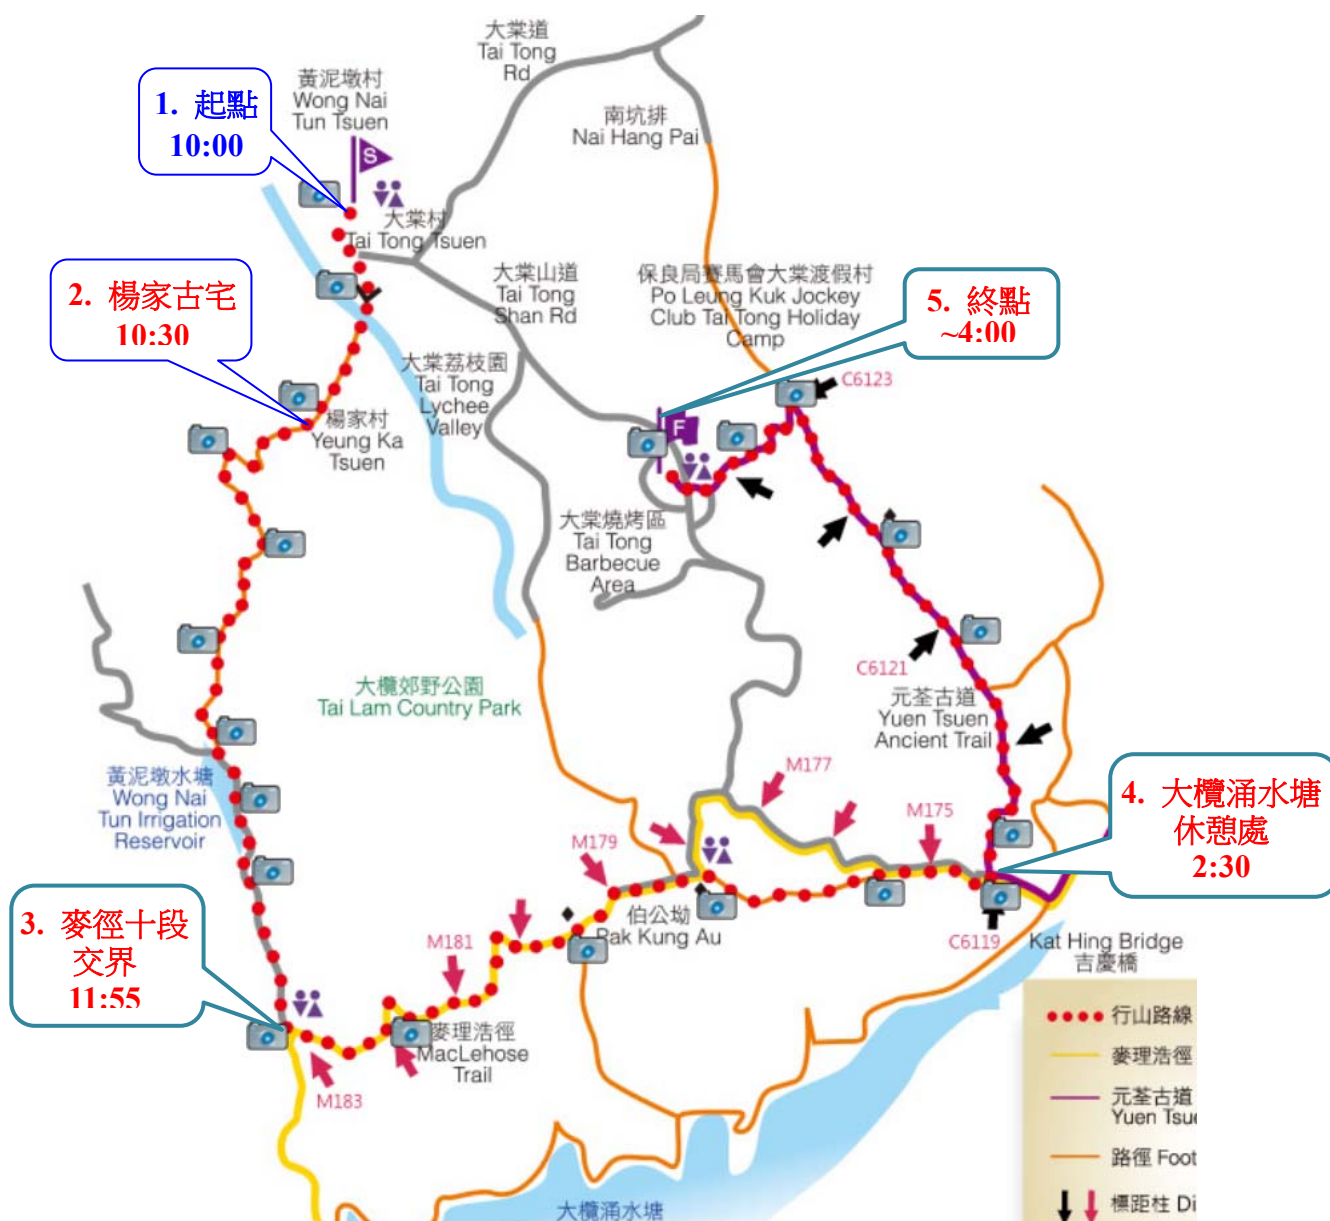 大棠道
Tai Tong
Rd
黃泥墩村
Wong Nai
Tun Tsuen
1. 起點
10:00
S
南坑排
Nai Hang Pai
大棠村
Tai Tong Tsuen
2. 楊家古宅
10:30
大棠山道
Tai Tong
Shan Rd
保良局賽馬會大棠渡假村
Po Leung Kuk Jockey
Club Tai Tong Holiday
Camp
5. 終點
~4:00
C6123
大棠荔枝園
Tai Tong
Lychee
Valley
F
楊家村
Yeung Ka
Tsuen
大棠燒烤區
Tai Tong
Barbecue
Area
C6121
大欖郊野公園
Tai Lam Country Park
元荃古道
Yuen Tsuen
Ancient Trail
黃泥墩水塘
Wong Nai
Tun Irrigation
Reservoir
M177
M175
M179
4. 大欖涌水塘
休憩處
2:30
3. 麥徑十段
交界
11:55
伯公坳
Pak Kung Au
M181
C6119
Kat Hing Bridge
吉慶橋
麥理浩徑
MacLehose
Trail
M183
行山路線
麥理浩徑
元荃古道
Yuen Tsu
路徑 Foot
標距柱 Di
大欖涌水塘